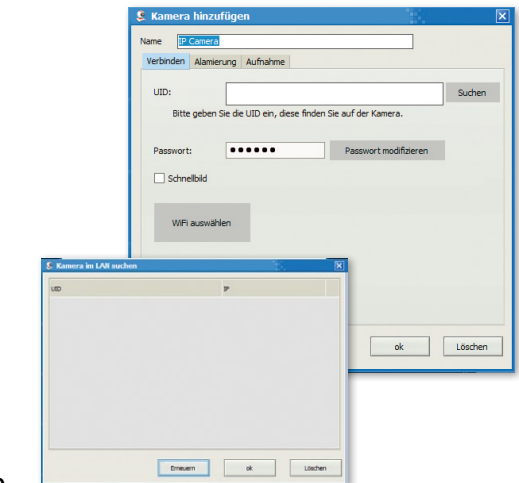 Kamera hinzufügen
Name IP Camera
Verbinden Alamierung Aufnahme
UID: Suchen
Bitte geben Sie die UID ein, diese finden Sie auf der Kamera.
Passwort: ●●●●●● Passwort modifizieren
Schnellbild
WiFi auswählen
ok Löschen
Kamera im LAN suchen
UID IP
Erneuern ok Löschen